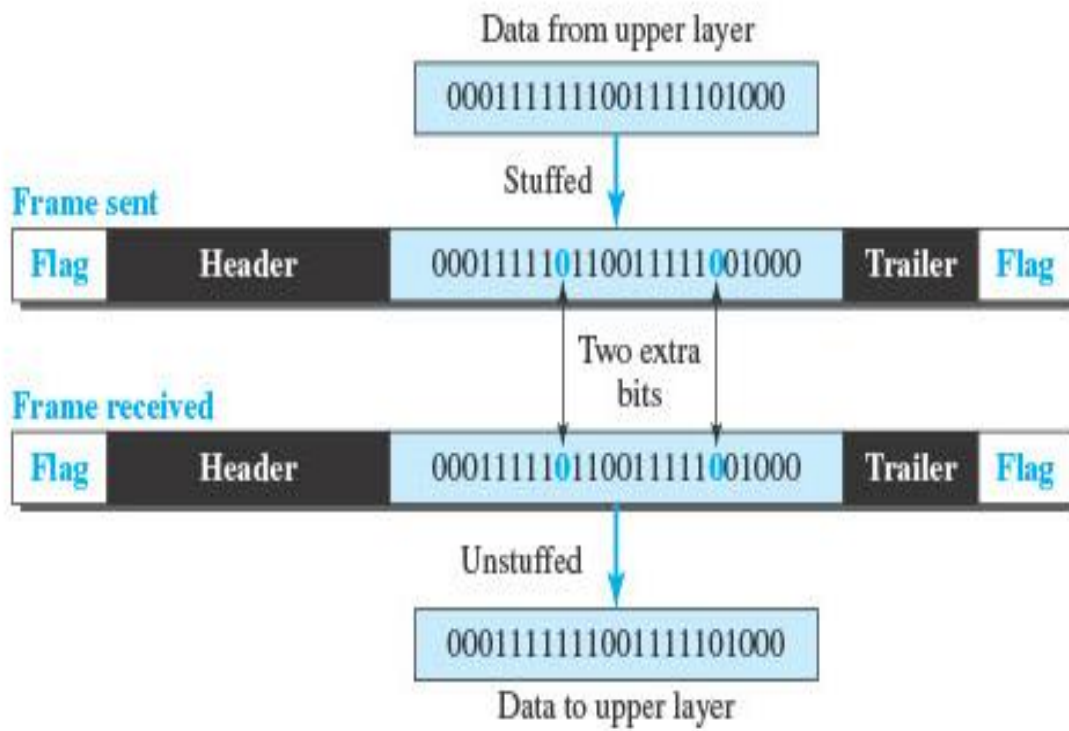 Data from upper layer
0001111111001111101000
Stuffed
Frame sent
Flag Header 000111110110011111001000 Trailer Flag
Two extra
bits
Frame received
Flag Header 000111110110011111001000 Trailer Flag
Unstuffed
0001111111001111101000
Data to upper layer